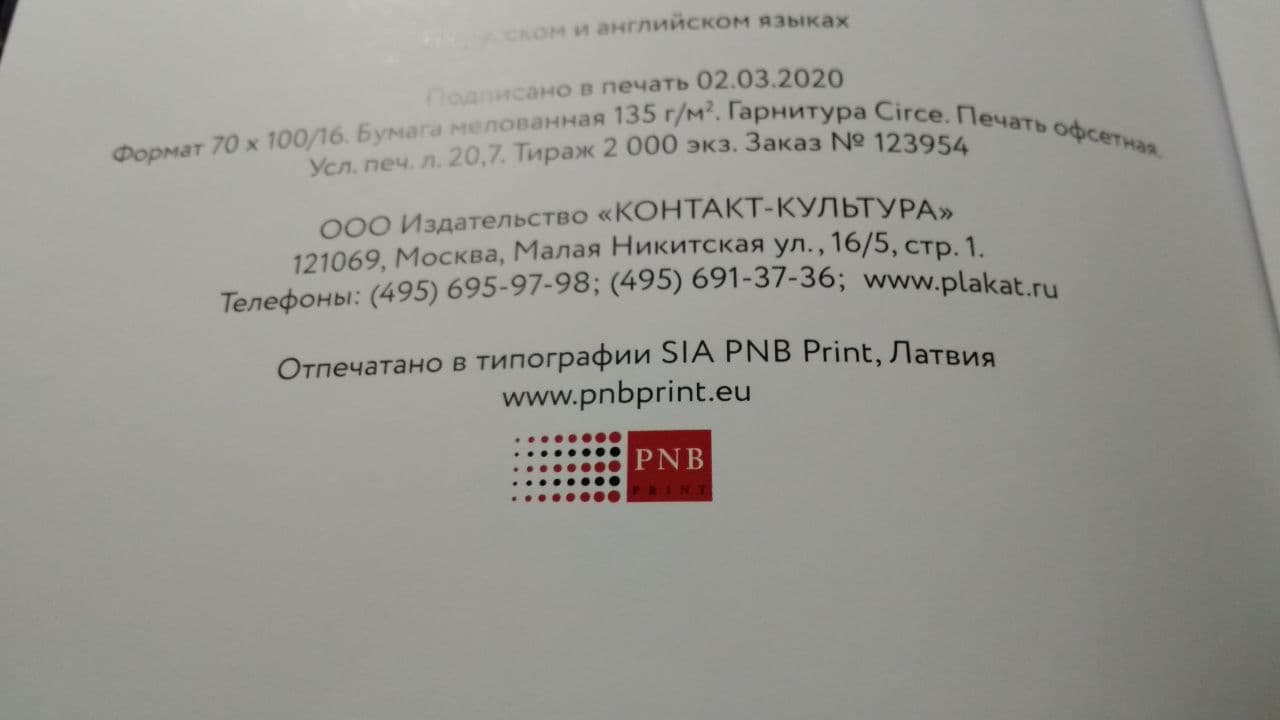 и английском языках
Подписано в печать 02.03.2020
Формат 70 x 100/16. Бумага мелованная 135 г/м². Гарнитура Circe. Печать офсетная.
Усл. печ. л. 20,7. Тираж 2 000 экз. Заказ № 123954
ООО Издательство «КОНТАКТ-КУЛЬТУРА»
121069, Москва, Малая Никитская ул., 16/5, стр. 1.
Телефоны: (495) 695-97-98; (495) 691-37-36; www.plakat.ru
Отпечатано в типографии SIA PNB Print, Латвия
www.pnbprint.eu
PNB
PRINT